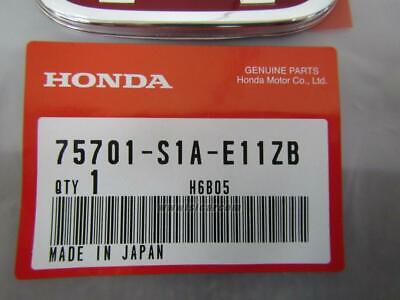 HONDA
GENUINE PARTS
Honda Motor Co., Ltd.
75701-S1A-E11ZB
QTY 1 H6B05
MADE IN JAPAN